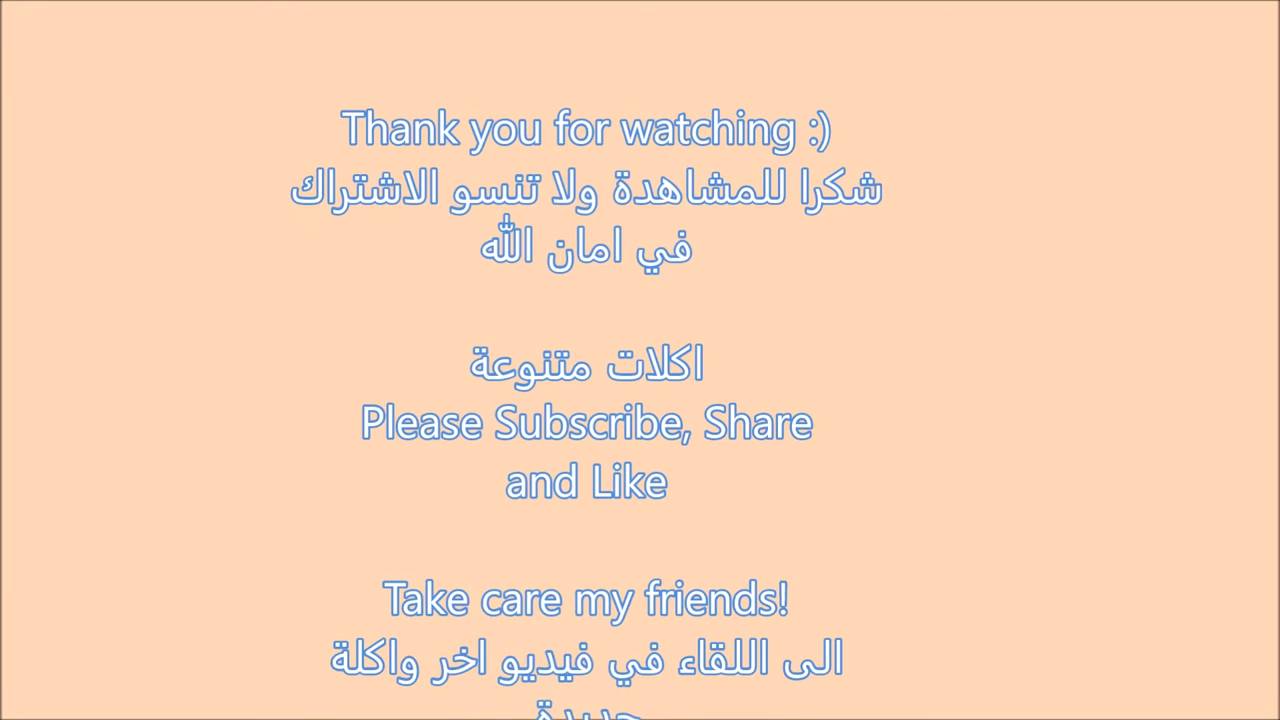 Thank you for watching :)
شكرا للمشاهدة ولا تنسو الاشتراك
في امان الله
اكلات متنوعة
Please Subscribe, Share
and Like
Take care my friends!
الى اللقاء في فيديو اخر واكلة